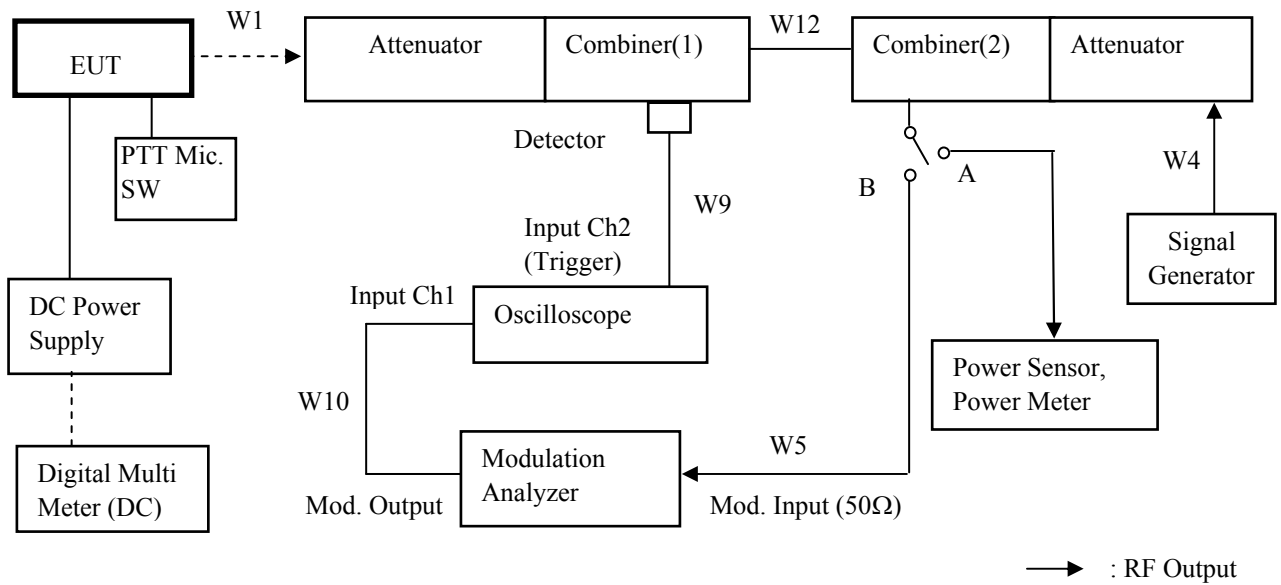 W1
W12
EUT
Attenuator
Combiner(1)
Combiner(2)
Attenuator
Detector
PTT Mic.
SW
A
B
W4
W9
Input Ch2
(Trigger)
Signal
Generator
Input Ch1
DC Power
Supply
Oscilloscope
Power Sensor,
Power Meter
W10
W5
Digital Multi
Meter (DC)
Modulation
Analyzer
Mod. Output
Mod. Input (50Ω)
: RF Output